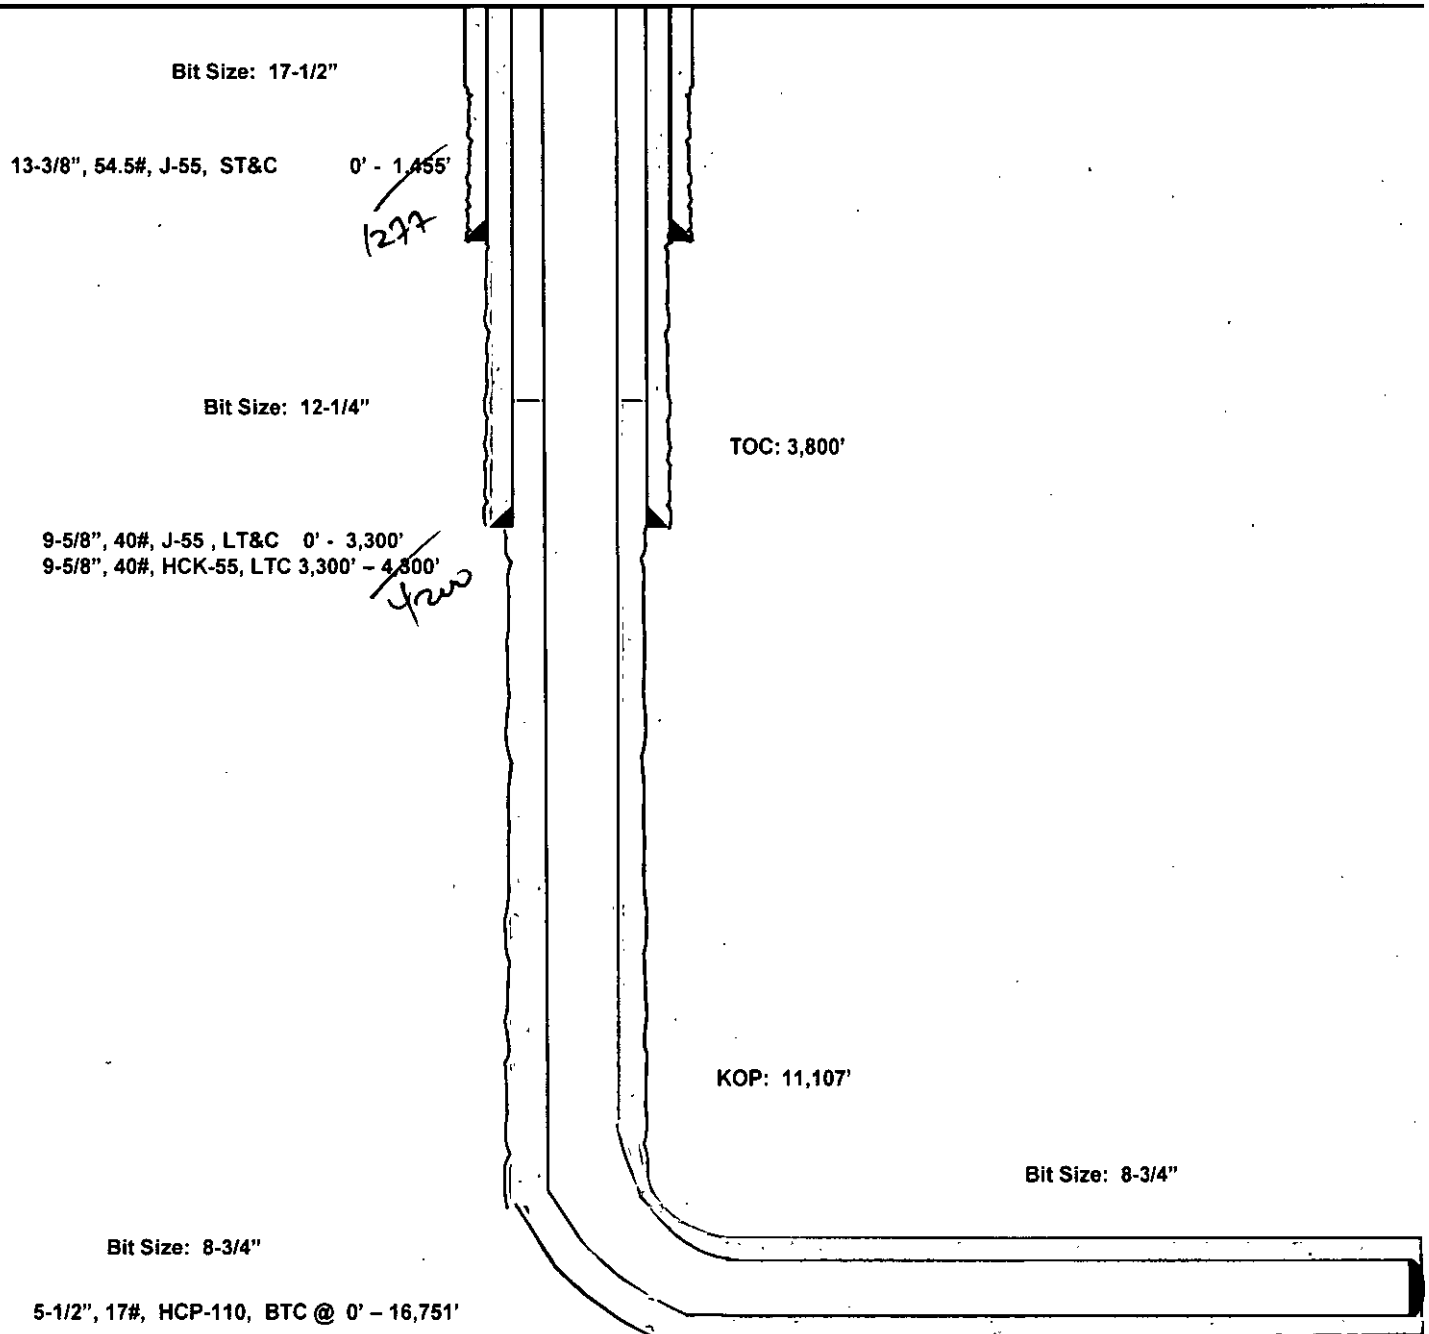 Bit Size: 17-1/2"
13-3/8", 54.5#, J-55, ST&C 0' - 1,455'
1277
Bit Size: 12-1/4"
TOC: 3,800'
9-5/8", 40#, J-55 , LT&C 0' - 3,300'
9-5/8", 40#, HCK-55, LTC 3,300' – 4,800'
4200
KOP: 11,107'
Bit Size: 8-3/4"
Bit Size: 8-3/4"
5-1/2", 17#, HCP-110, BTC @ 0' – 16,751'